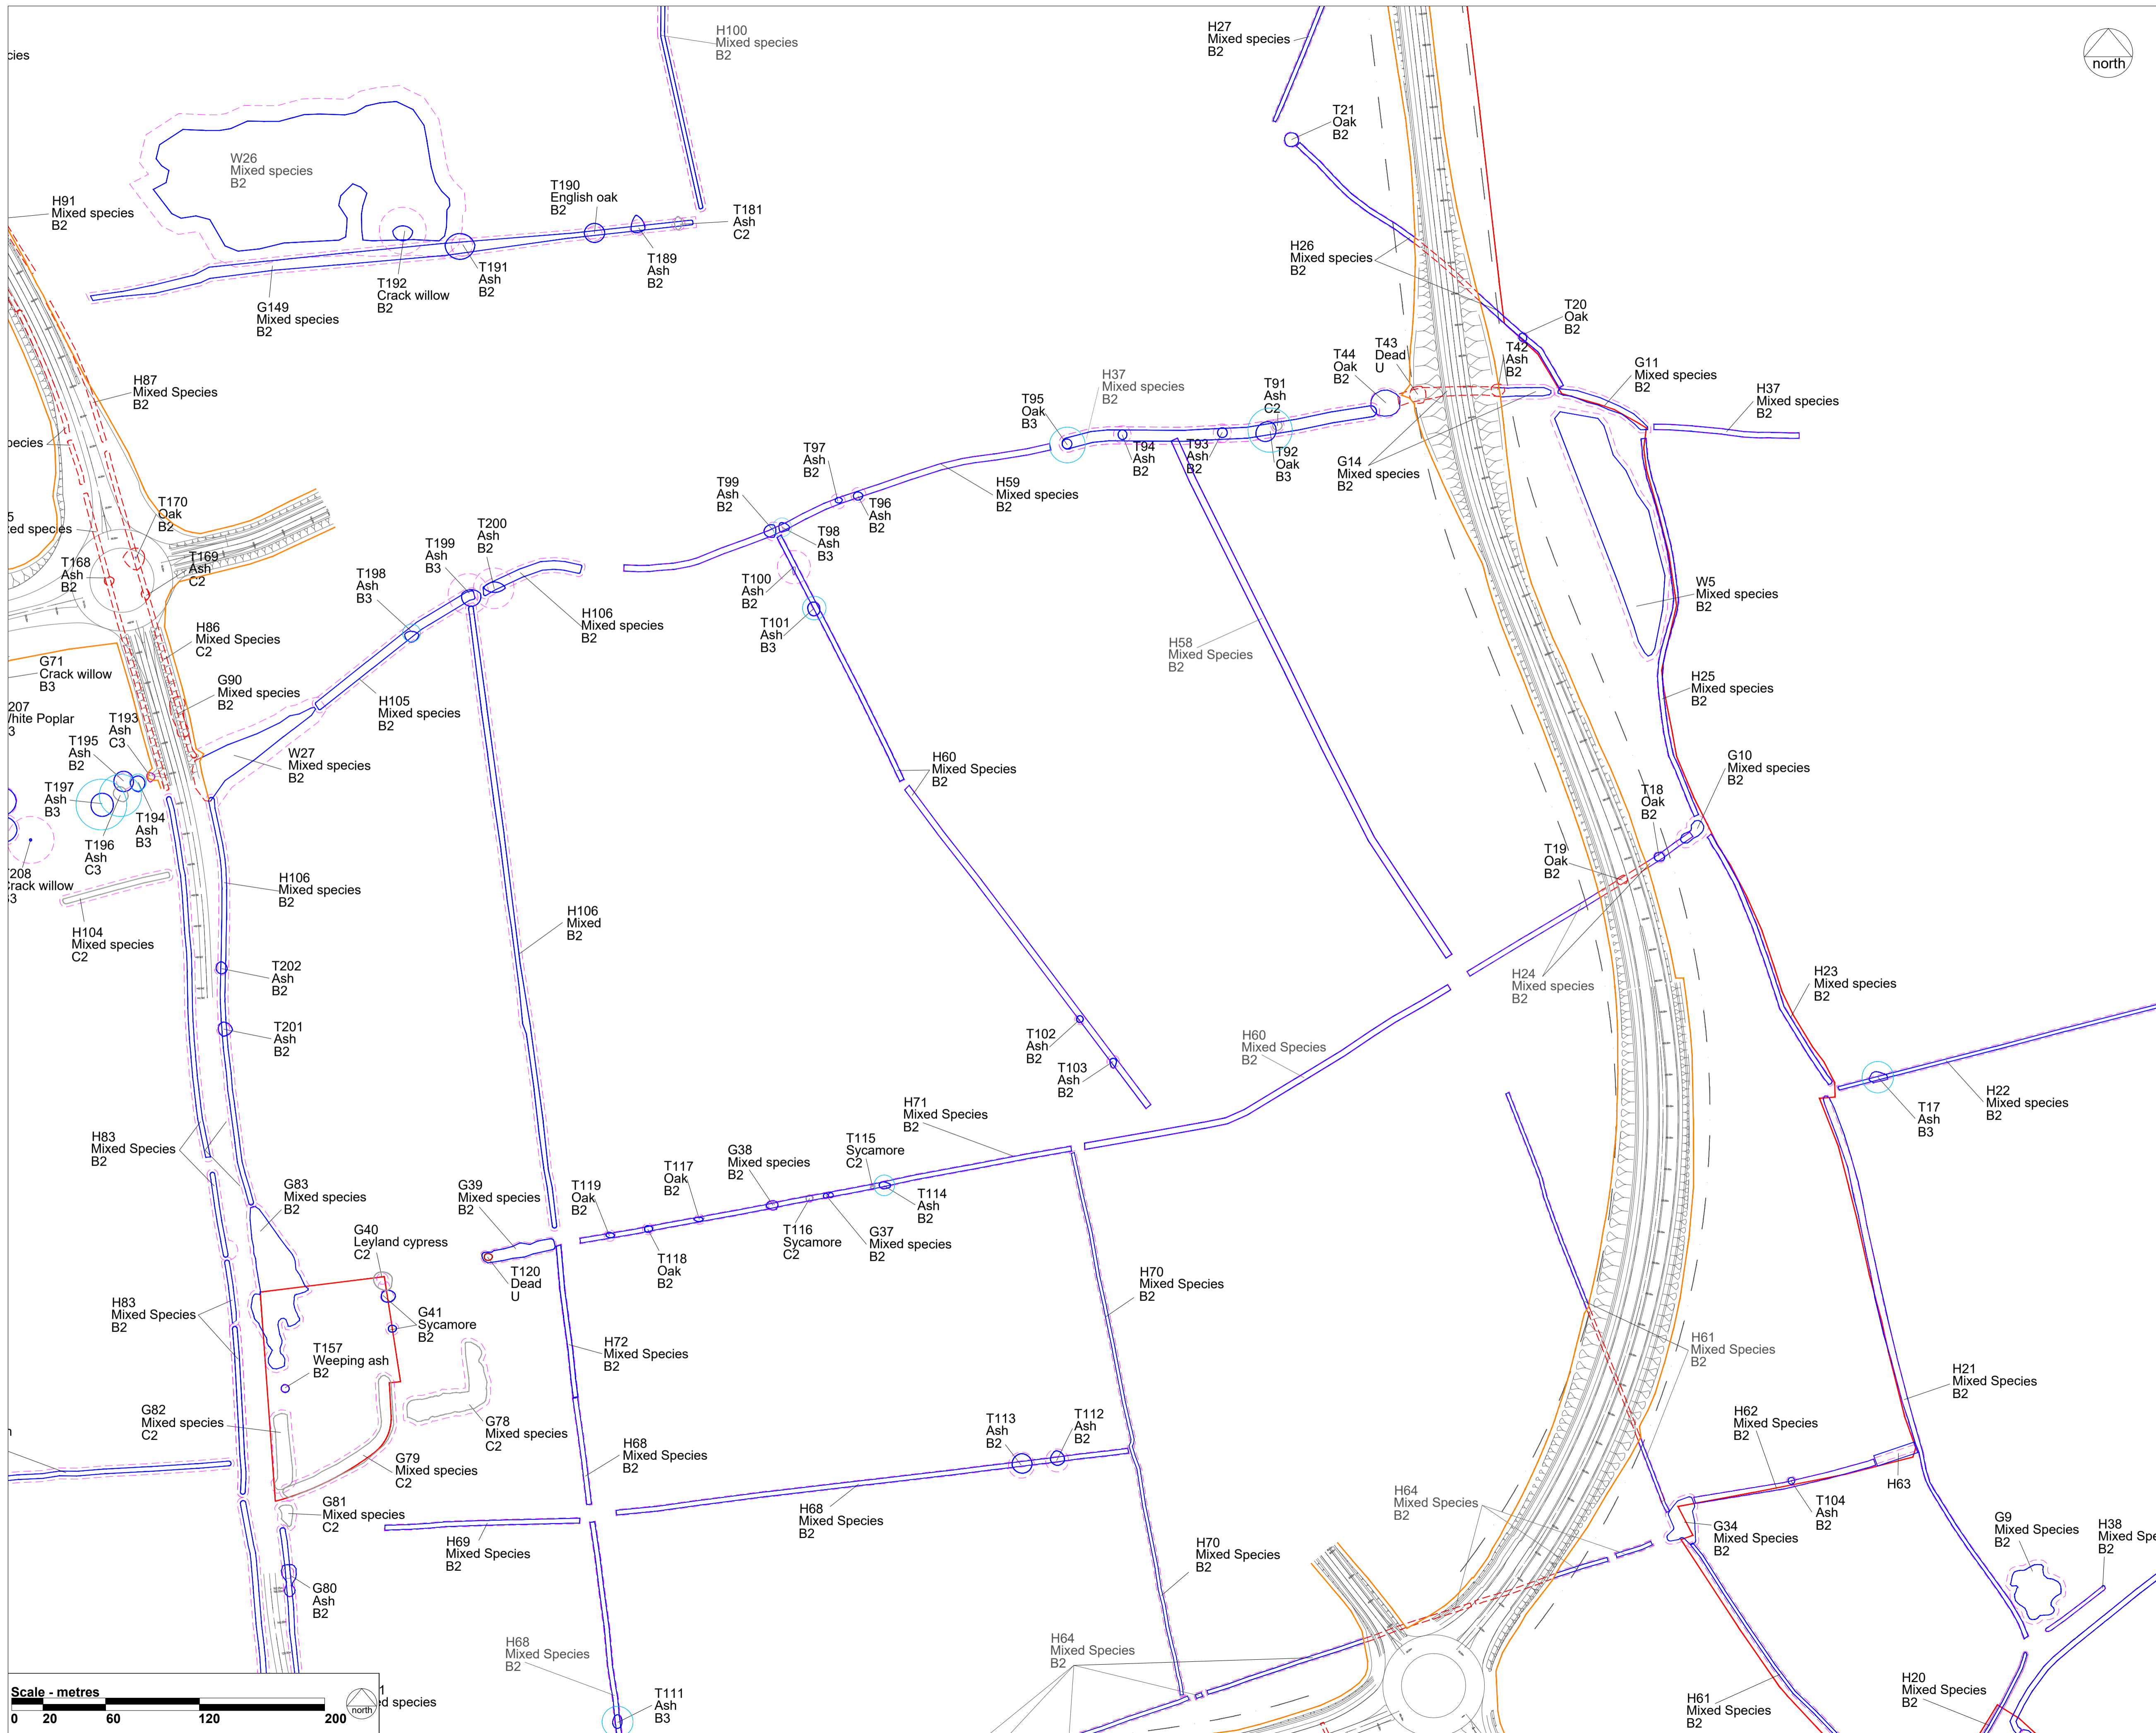 H100
Mixed species
B2
H27
Mixed species
B2
north
T21
Oak
B2
W26
Mixed species
B2
T190
English oak
B2
H91
Mixed species
B2
T181
Ash
C2
T189
Ash
B2
T191
Ash
B2
T192
Crack willow
B2
G149
Mixed species
B2
H26
Mixed species
B2
T20
Oak
B2
T43
Dead
U
T44
Oak
B2
T42
Ash
B2
G11
Mixed species
B2
H37
Mixed species
B2
H87
Mixed Species
B2
H37
Mixed species
B2
T91
Ash
C2
T95
Oak
B3
T94
Ash
B2
T93
Ash
B2
T92
Oak
B3
G14
Mixed species
B2
T97
Ash
B2
T96
Ash
B2
H59
Mixed species
B2
T99
Ash
B2
T98
Ash
B3
T170
Oak
B2
T168
Ash
B2
T169
Ash
C2
T200
Ash
B2
T199
Ash
B3
T198
Ash
B3
T100
Ash
B2
T101
Ash
B3
H106
Mixed species
B2
W5
Mixed species
B2
H86
Mixed Species
C2
H58
Mixed Species
B2
G71
Crack willow
B3
G90
Mixed species
B2
H105
Mixed species
B2
H25
Mixed species
B2
207
White Poplar
3
T193
Ash
C3
T195
Ash
B2
W27
Mixed species
B2
H60
Mixed Species
B2
G10
Mixed species
B2
T197
Ash
B3
T194
Ash
B3
T196
Ash
C3
T18
Oak
B2
T19
Oak
B2
208
Crack willow
H106
Mixed species
B2
H104
Mixed species
C2
H106
Mixed
B2
H24
Mixed species
B2
H23
Mixed species
B2
T202
Ash
B2
T201
Ash
B2
T102
Ash
B2
T103
Ash
B2
H60
Mixed Species
B2
H22
Mixed species
B2
T17
Ash
B3
H71
Mixed Species
B2
H83
Mixed Species
B2
G83
Mixed species
B2
G39
Mixed species
B2
T119
Oak
B2
T117
Oak
B2
G38
Mixed species
B2
T115
Sycamore
C2
T114
Ash
B2
T116
Sycamore
C2
G37
Mixed species
B2
T118
Oak
B2
T120
Dead
U
G40
Leyland cypress
C2
H70
Mixed Species
B2
H83
Mixed Species
B2
G41
Sycamore
B2
T157
Weeping ash
B2
H72
Mixed Species
B2
H61
Mixed Species
B2
H21
Mixed Species
B2
G82
Mixed species
C2
G78
Mixed species
C2
G79
Mixed species
C2
T113
Ash
B2
T112
Ash
B2
H62
Mixed Species
B2
H68
Mixed Species
B2
H63
G81
Mixed species
C2
H68
Mixed Species
B2
H64
Mixed Species
B2
T104
Ash
B2
G34
Mixed Species
B2
G9
Mixed Species
B2
H38
Mixed Spe
B2
H69
Mixed Species
B2
H70
Mixed Species
B2
G80
Ash
B2
H68
Mixed Species
B2
H64
Mixed Species
B2
H20
Mixed Species
B2
H61
Mixed Species
B2
T111
Ash
B3
Scale - metres
0 20 60 120 200
north